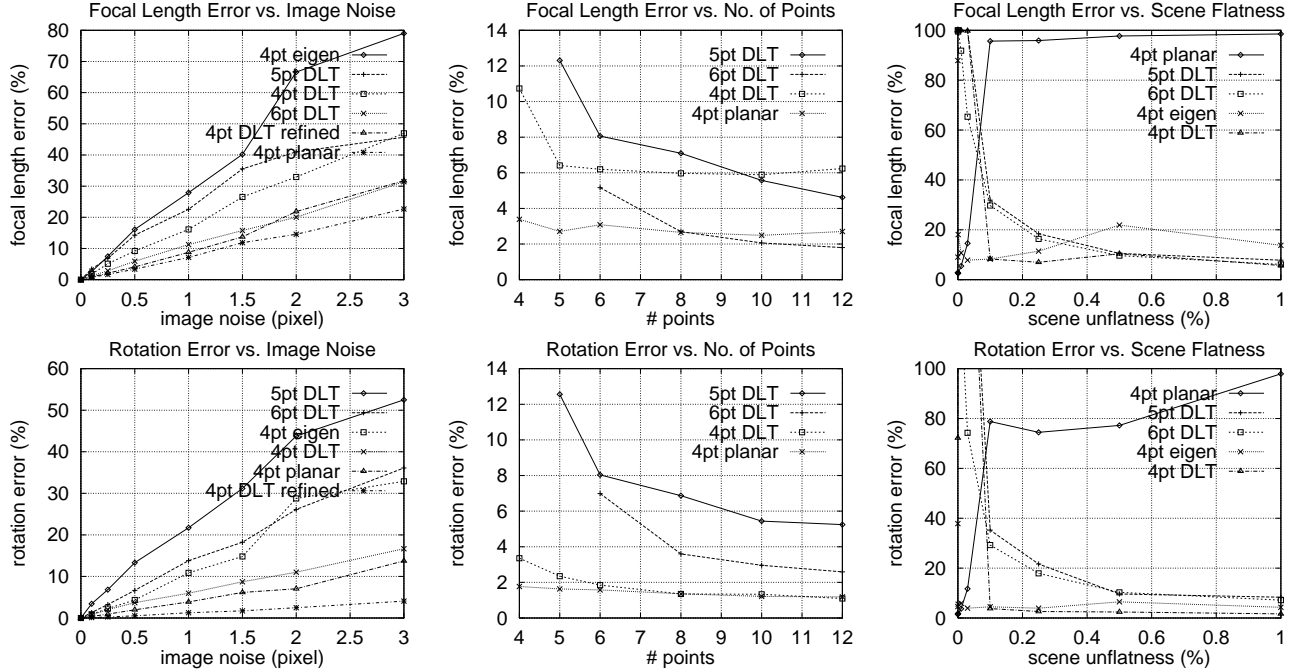 Focal Length Error vs. Image Noise
focal length error (%)
80
70
60
50
40
30
20
10
0
4pt eigen
5pt DLT
4pt DLT
6pt DLT
4pt DLT refined
4pt planar
0 0.5 1 1.5 2 2.5 3
image noise (pixel)
Focal Length Error vs. No. of Points
focal length error (%)
14
12
10
8
6
4
2
0
5pt DLT
6pt DLT
4pt DLT
4pt planar
4 5 6 7 8 9 10 11 12
# points
Focal Length Error vs. Scene Flatness
focal length error (%)
100
80
60
40
20
0
4pt planar
5pt DLT
6pt DLT
4pt eigen
4pt DLT
0 0.2 0.4 0.6 0.8 1
scene unflatness (%)
Rotation Error vs. Image Noise
rotation error (%)
60
50
40
30
20
10
0
5pt DLT
6pt DLT
4pt eigen
4pt DLT
4pt planar
4pt DLT refined
0 0.5 1 1.5 2 2.5 3
image noise (pixel)
Rotation Error vs. No. of Points
rotation error (%)
14
12
10
8
6
4
2
0
5pt DLT
6pt DLT
4pt DLT
4pt planar
4 5 6 7 8 9 10 11 12
# points
Rotation Error vs. Scene Flatness
rotation error (%)
100
80
60
40
20
0
4pt planar
5pt DLT
6pt DLT
4pt eigen
4pt DLT
0 0.2 0.4 0.6 0.8 1
scene unflatness (%)